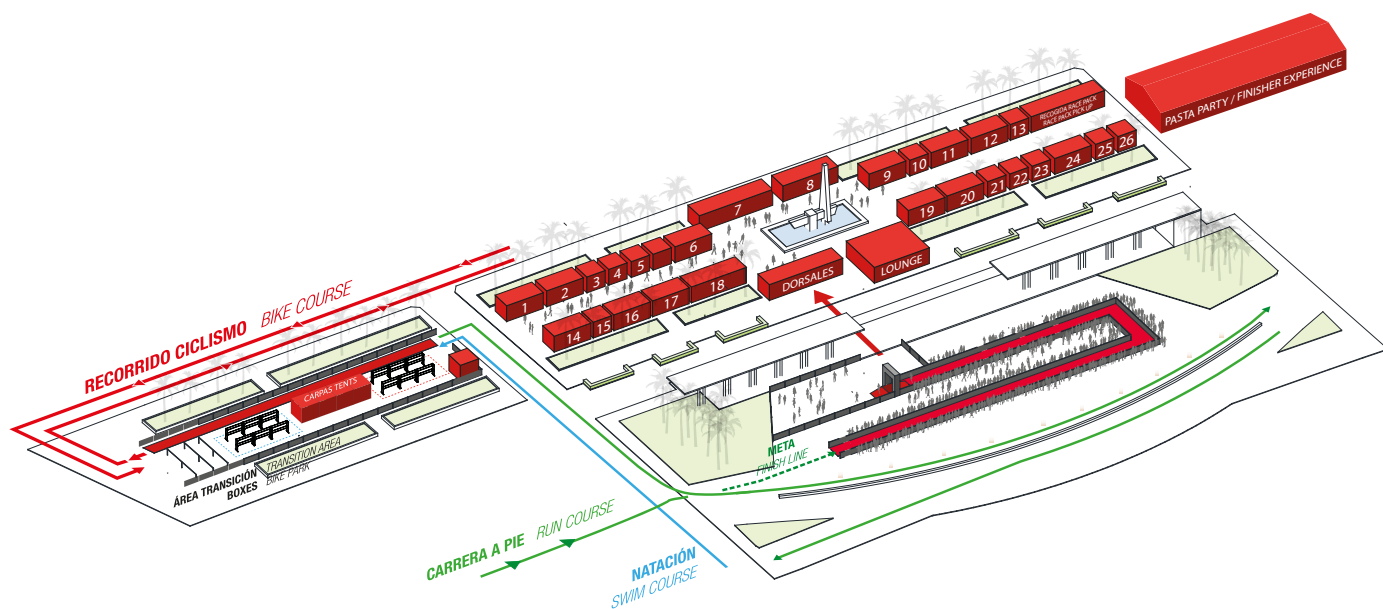 PASTA PARTY / FINISHER EXPERIENCE
RECOGIDA RACE PACK
RACE PACK PICK UP
13
12
11
10
9
8
7
6
5
4
3
2
1
26
25
24
23
22
21
20
19
LOUNGE
DORSALES
18
17
16
15
14
RECORRIDO CICLISMO BIKE COURSE
CARPAS TENTS
TRANSITION AREA
BIKE PARK
ÁREA TRANSICIÓN
BOXES
META
FINISH LINE
CARRERA A PIE RUN COURSE
NATACIÓN
SWIM COURSE